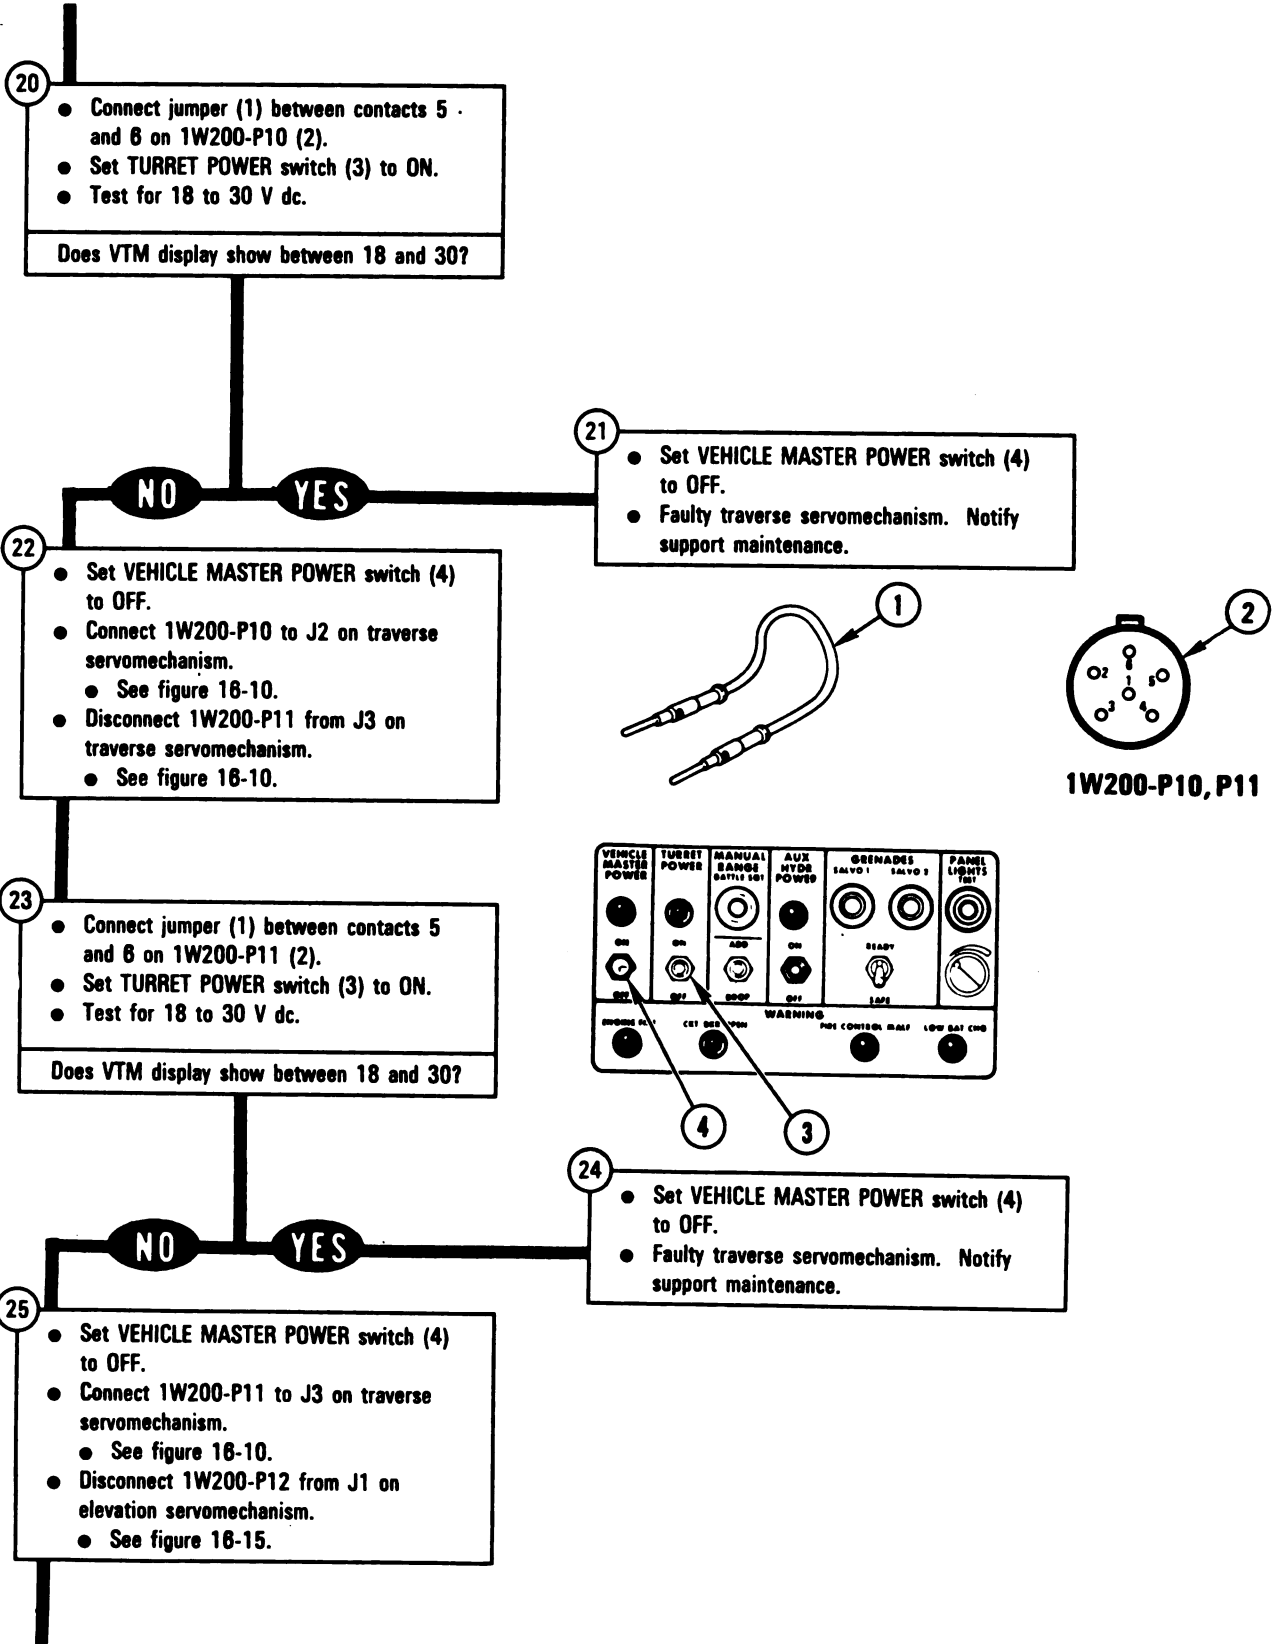 20
● Connect jumper (1) between contacts 5
and 6 on 1W200-P10 (2).
● Set TURRET POWER switch (3) to ON.
● Test for 18 to 30 V dc.
Does VTM display show between 18 and 30?
NO
YES
21
● Set VEHICLE MASTER POWER switch (4)
to OFF.
● Faulty traverse servomechanism. Notify
support maintenance.
22
● Set VEHICLE MASTER POWER switch (4)
to OFF.
● Connect 1W200-P10 to J2 on traverse
servomechanism.
● See figure 16-10.
● Disconnect 1W200-P11 from J3 on
traverse servomechanism.
● See figure 16-10.
1
2
6
2
5
1
3
4
1W200-P10, P11
23
● Connect jumper (1) between contacts 5
and 6 on 1W200-P11 (2).
● Set TURRET POWER switch (3) to ON.
● Test for 18 to 30 V dc.
Does VTM display show between 18 and 30?
VEHICLE
MASTER
POWER
ON
OFF
TURRET
POWER
ON
OFF
MANUAL
RANGE
BATTLE SGT
ADD
DROP
AUX
HYDR
POWER
ON
OFF
GRENADES
SALVO 1 SALVO 2
READY
SAFE
PANEL
LIGHTS
TEST
WARNING
ENGINE
CKT BKR
FIRE CONTROL MALF
LOW BAT CHG
4
3
NO
YES
24
● Set VEHICLE MASTER POWER switch (4)
to OFF.
● Faulty traverse servomechanism. Notify
support maintenance.
25
● Set VEHICLE MASTER POWER switch (4)
to OFF.
● Connect 1W200-P11 to J3 on traverse
servomechanism.
● See figure 16-10.
● Disconnect 1W200-P12 from J1 on
elevation servomechanism.
● See figure 16-15.